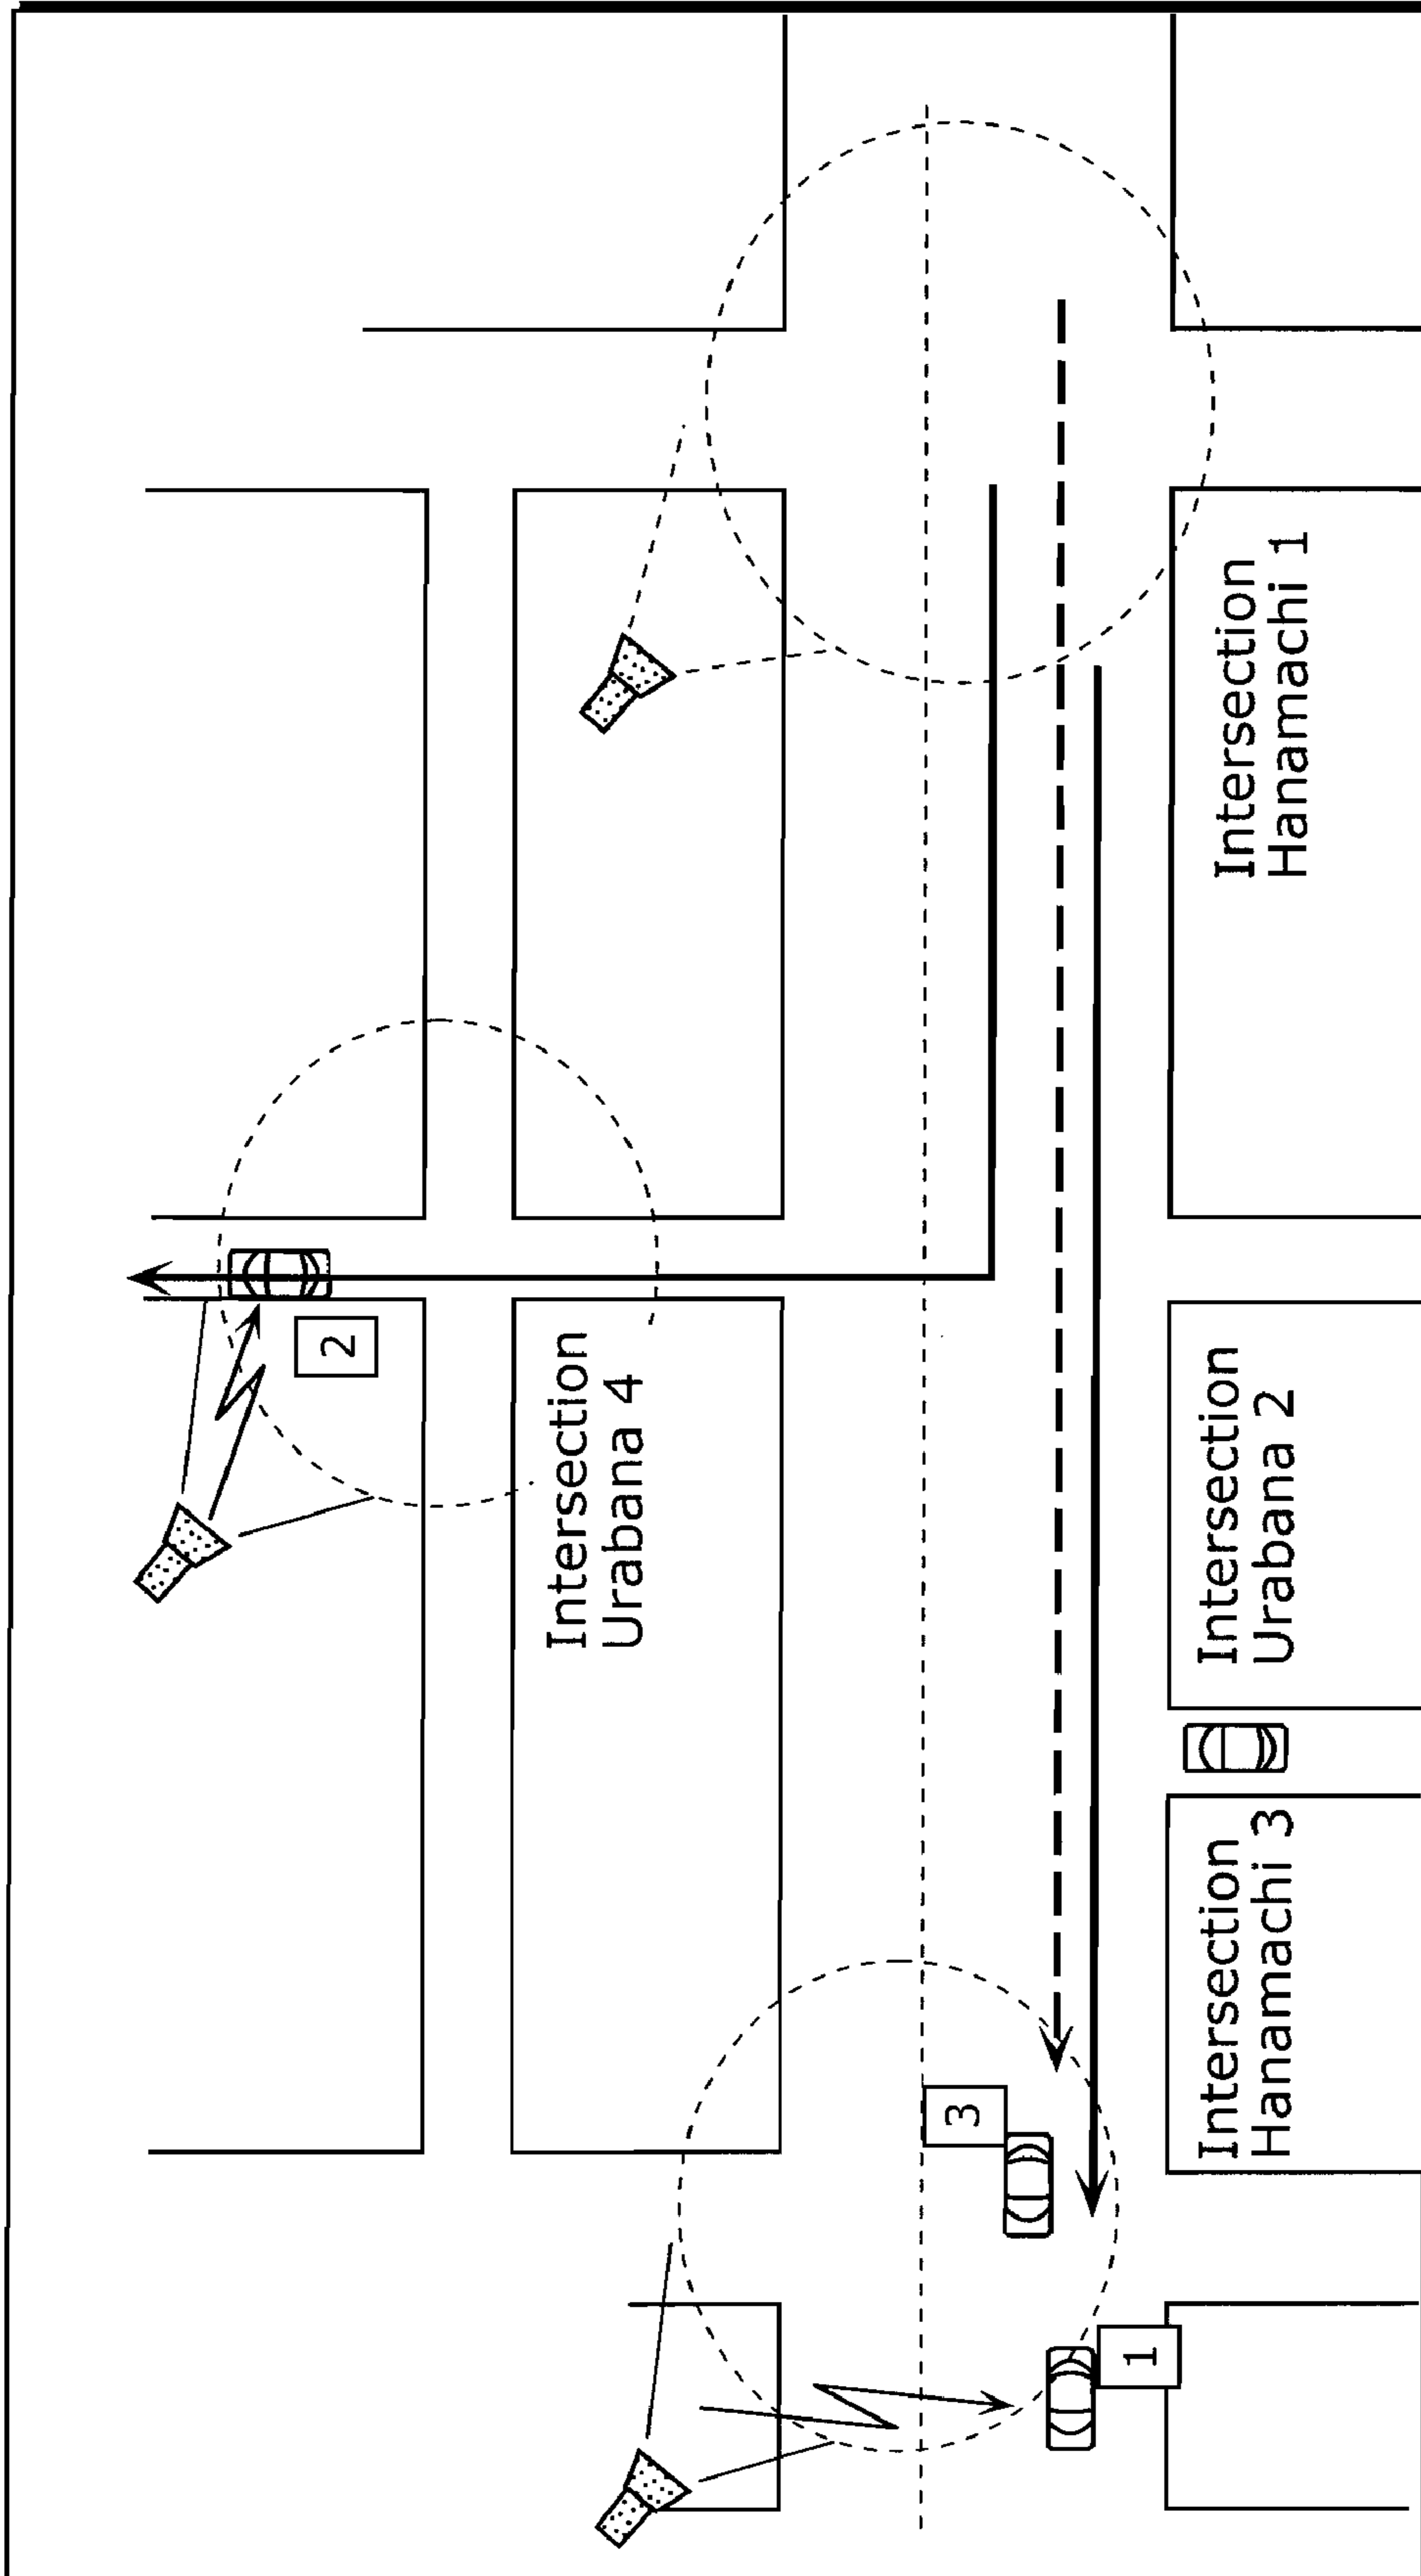 2
Intersection
Urabana 4
3
1
Intersection
Hanamachi 3
Intersection
Urabana 2
Intersection
Hanamachi 1